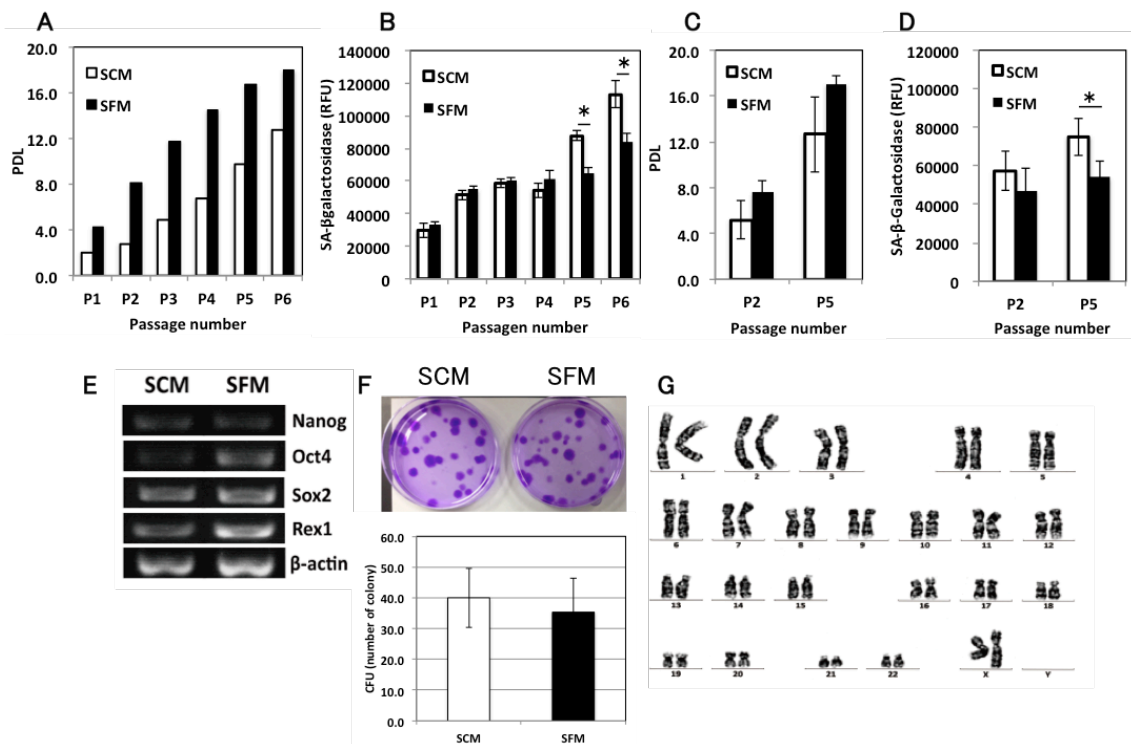 A
20.0
16.0
12.0
8.0
4.0
0.0
PDL
SCM
SFM
P1 P2 P3 P4 P5 P6
Passage number
B
140000
120000
100000
80000
60000
40000
20000
0
SA-βgalactosidase (RFU)
SCM
SFM
*
*
P1 P2 P3 P4 P5 P6
Passagen number
C
20.0
16.0
12.0
8.0
4.0
0.0
PDL
SCM
SFM
P2 P5
Passage number
D
120000
100000
80000
60000
40000
20000
0
SA-β-Galactosidase (RFU)
SCM
SFM
*
P2 P5
Passage number
E
SCM SFM
Nanog
Oct4
Sox2
Rex1
β-actin
F
SCM SFM
60.0
50.0
40.0
30.0
20.0
10.0
0.0
CFU (number of colony)
SCM SFM
G
1 2 3 4 5
6 7 8 9 10 11 12
13 14 15 16 17 18
19 20 21 22 X Y